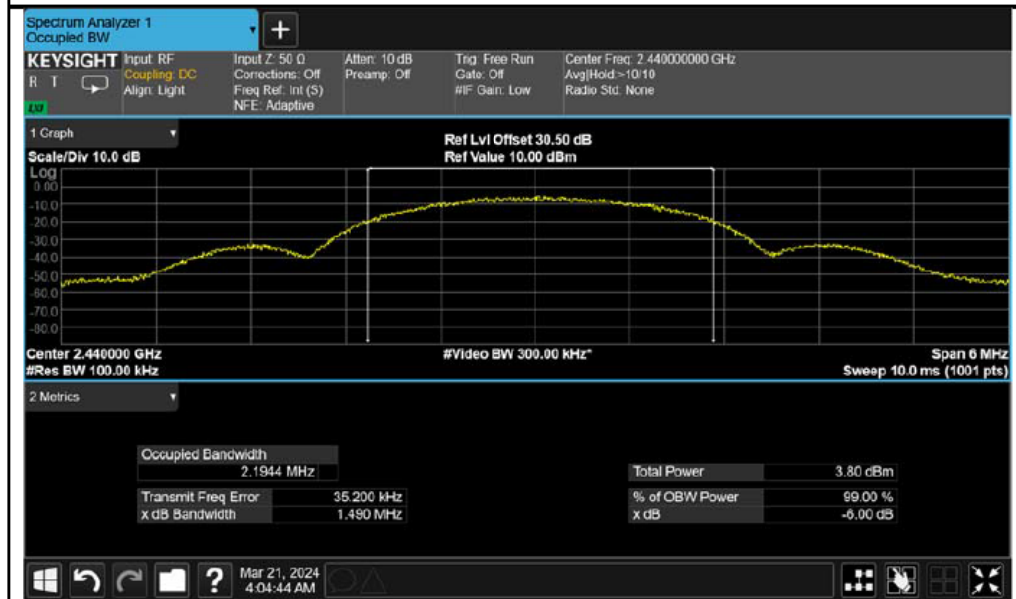 Spectrum Analyzer 1
Occupied BW
+
KEYSIGHT
R T
LXI
Input: RF
Coupling: DC
Align: Light
Input Z: 50 Ω
Corrections: Off
Freq Ref: Int (S)
NFE: Adaptive
Atten: 10 dB
Preamp: Off
Trig: Free Run
Gate: Off
#IF Gain: Low
Center Freq: 2.440000000 GHz
Avg|Hold:>10/10
Radio Std: None
1 Graph
Scale/Div 10.0 dB
Ref Lvl Offset 30.50 dB
Ref Value 10.00 dBm
Log
0.00
-10.0
-20.0
-30.0
-40.0
-50.0
-60.0
-70.0
-80.0
Center 2.440000 GHz
#Video BW 300.00 kHz*
Span 6 MHz
#Res BW 100.00 kHz
Sweep 10.0 ms (1001 pts)
2 Metrics
Occupied Bandwidth
2.1944 MHz
Transmit Freq Error 35.200 kHz
x dB Bandwidth 1.490 MHz
Total Power 3.80 dBm
% of OBW Power 99.00 %
x dB -6.00 dB
?
Mar 21, 2024
4:04:44 AM